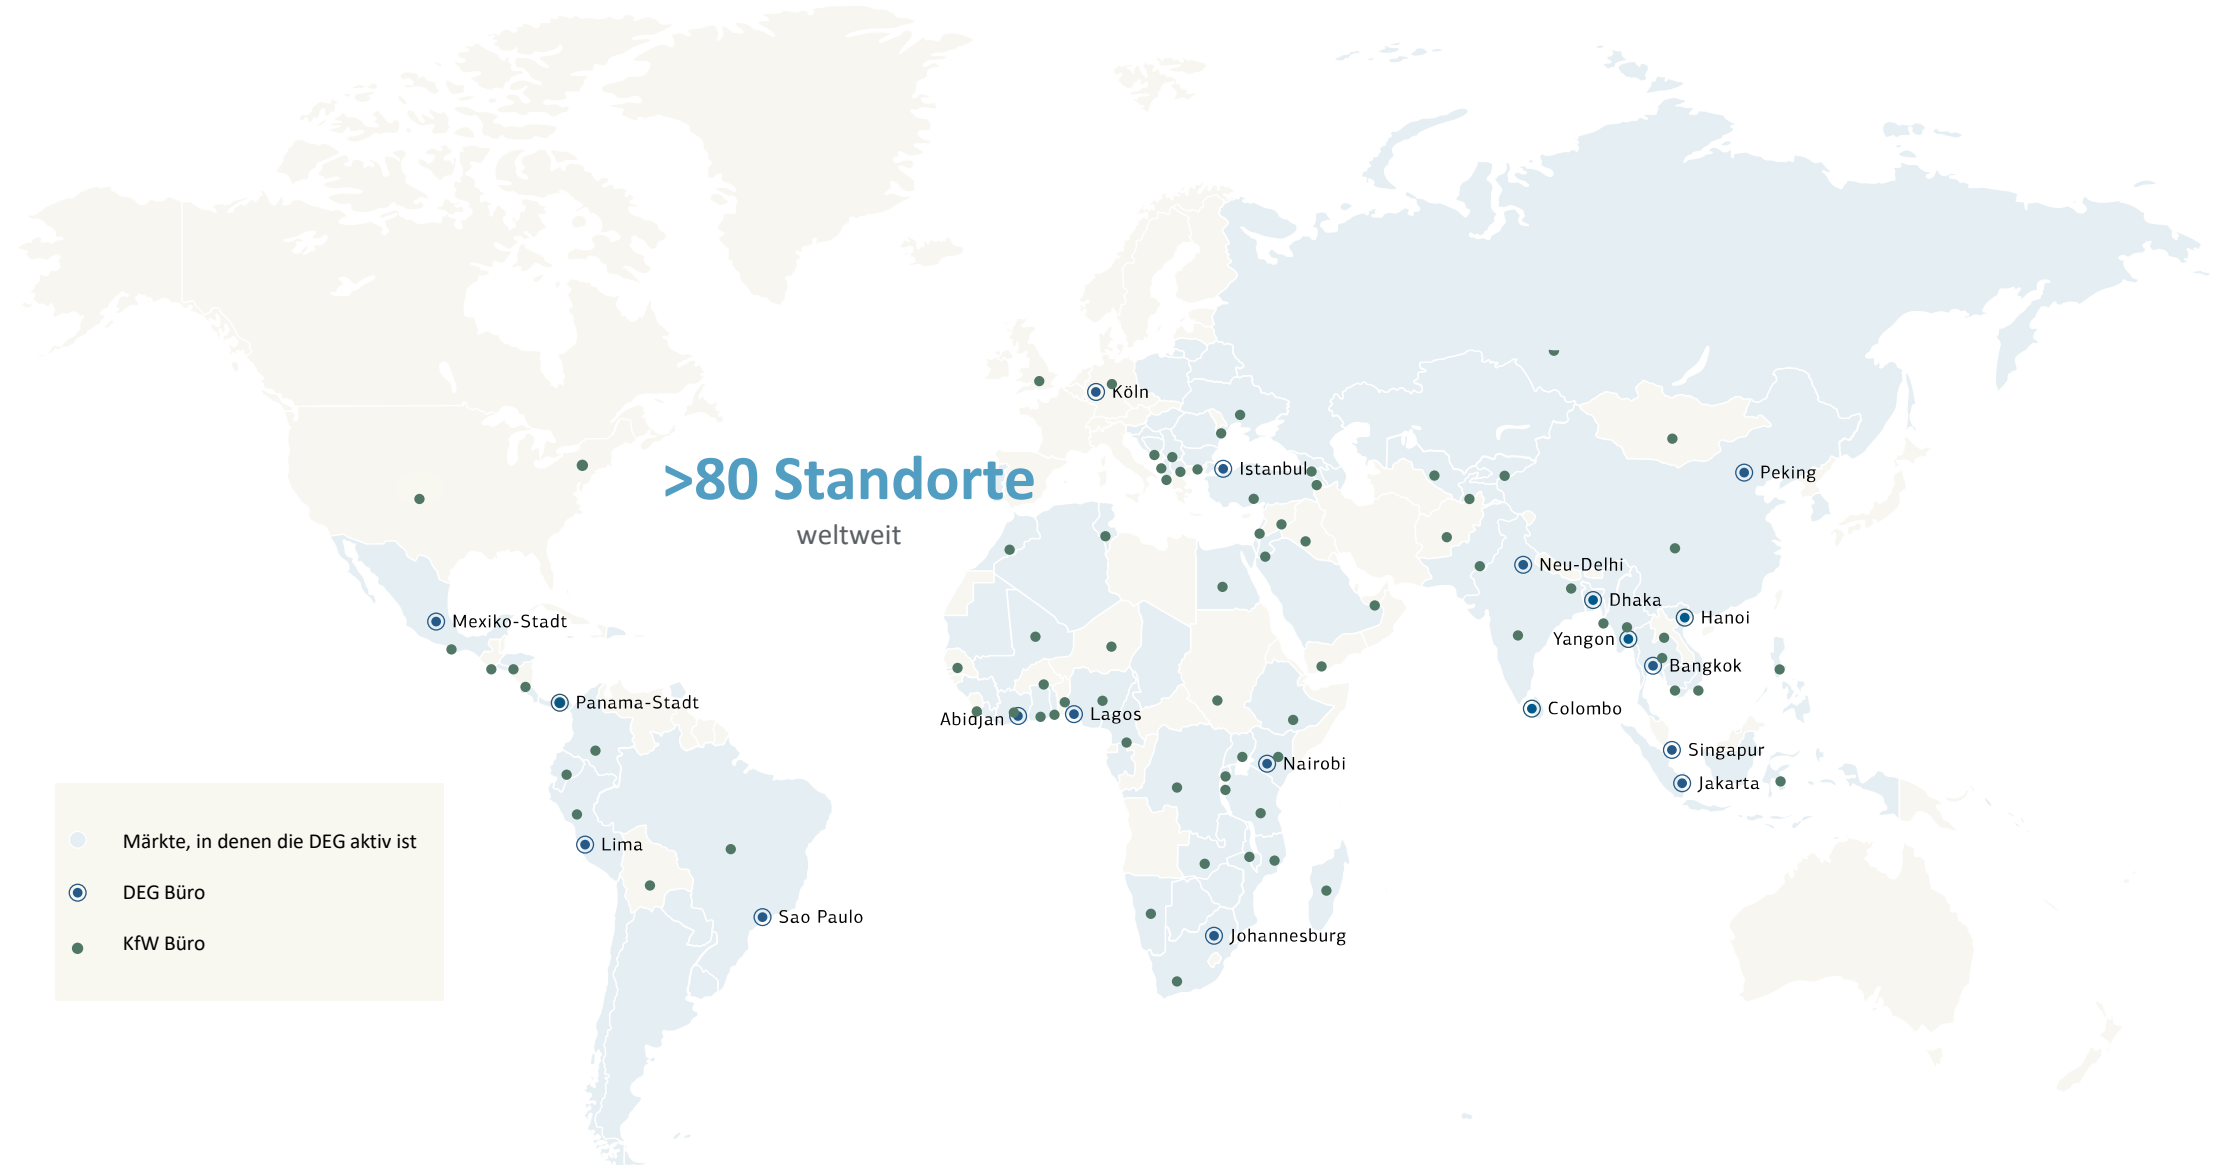 Köln
>80 Standorte
weltweit
Istanbul
Peking
Neu-Delhi
Dhaka
Hanoi
Yangon
Bangkok
Mexiko-Stadt
Panama-Stadt
Abidjan
Lagos
Colombo
Singapur
Nairobi
Jakarta
Lima
Sao Paulo
Johannesburg
Märkte, in denen die DEG aktiv ist
DEG Büro
KfW Büro